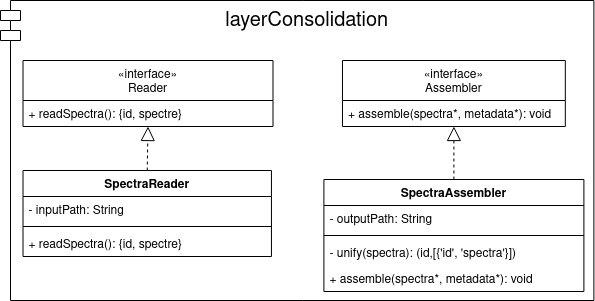 layerConsolidation
«interface»
Reader
+ readSpectra(): {id, spectre}
«interface»
Assembler
+ assemble(spectra*, metadata*): void
SpectraReader
- inputPath: String
+ readSpectra(): {id, spectre}
SpectraAssembler
- outputPath: String
- unify(spectra): (id,[{'id', 'spectra'}])
+ assemble(spectra*, metadata*): void